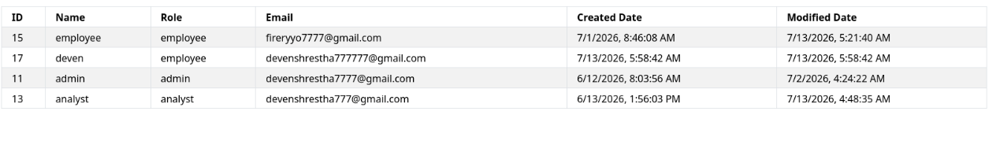 ID Name Role Email Created Date Modified Date
15 employee employee fireryyo7777@gmail.com 7/1/2026, 8:46:08 AM 7/13/2026, 5:21:40 AM
17 deven employee devenshrestha777777@gmail.com 7/13/2026, 5:58:42 AM 7/13/2026, 5:58:42 AM
11 admin admin devenshrestha7777@gmail.com 6/12/2026, 8:03:56 AM 7/2/2026, 4:24:22 AM
13 analyst analyst devenshrestha777@gmail.com 6/13/2026, 1:56:03 PM 7/13/2026, 4:48:35 AM